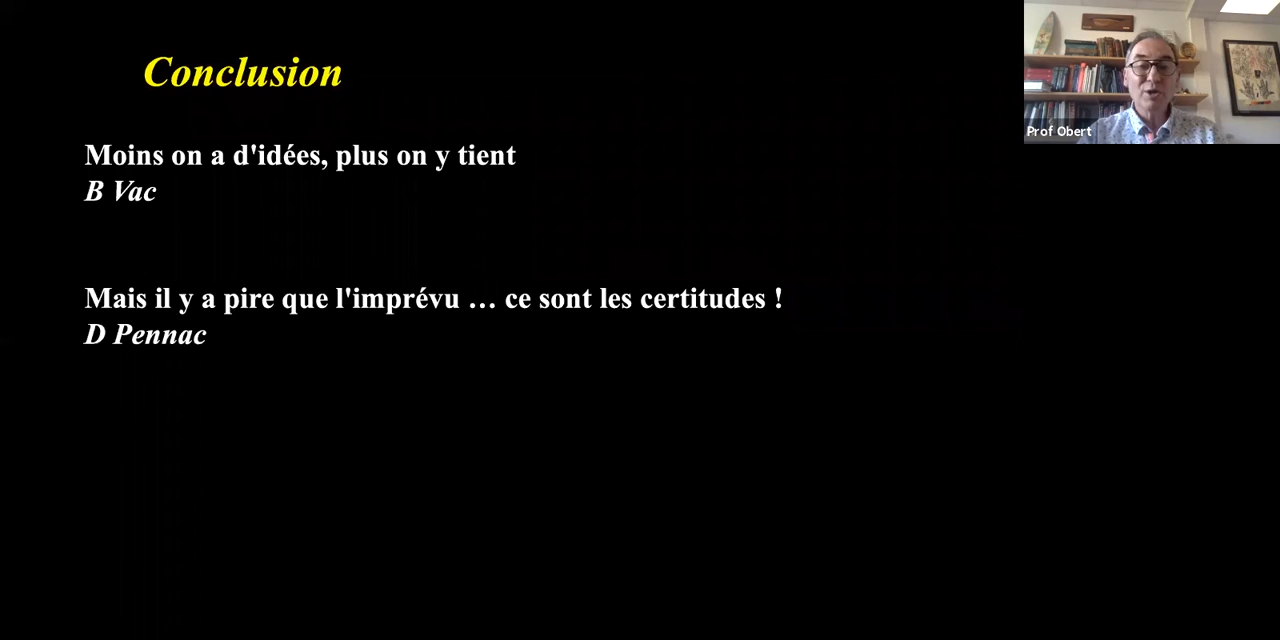 Conclusion
Moins on a d'idées, plus on y tient
B Vac
Mais il y a pire que l'imprévu … ce sont les certitudes !
D Pennac
Prof Obert